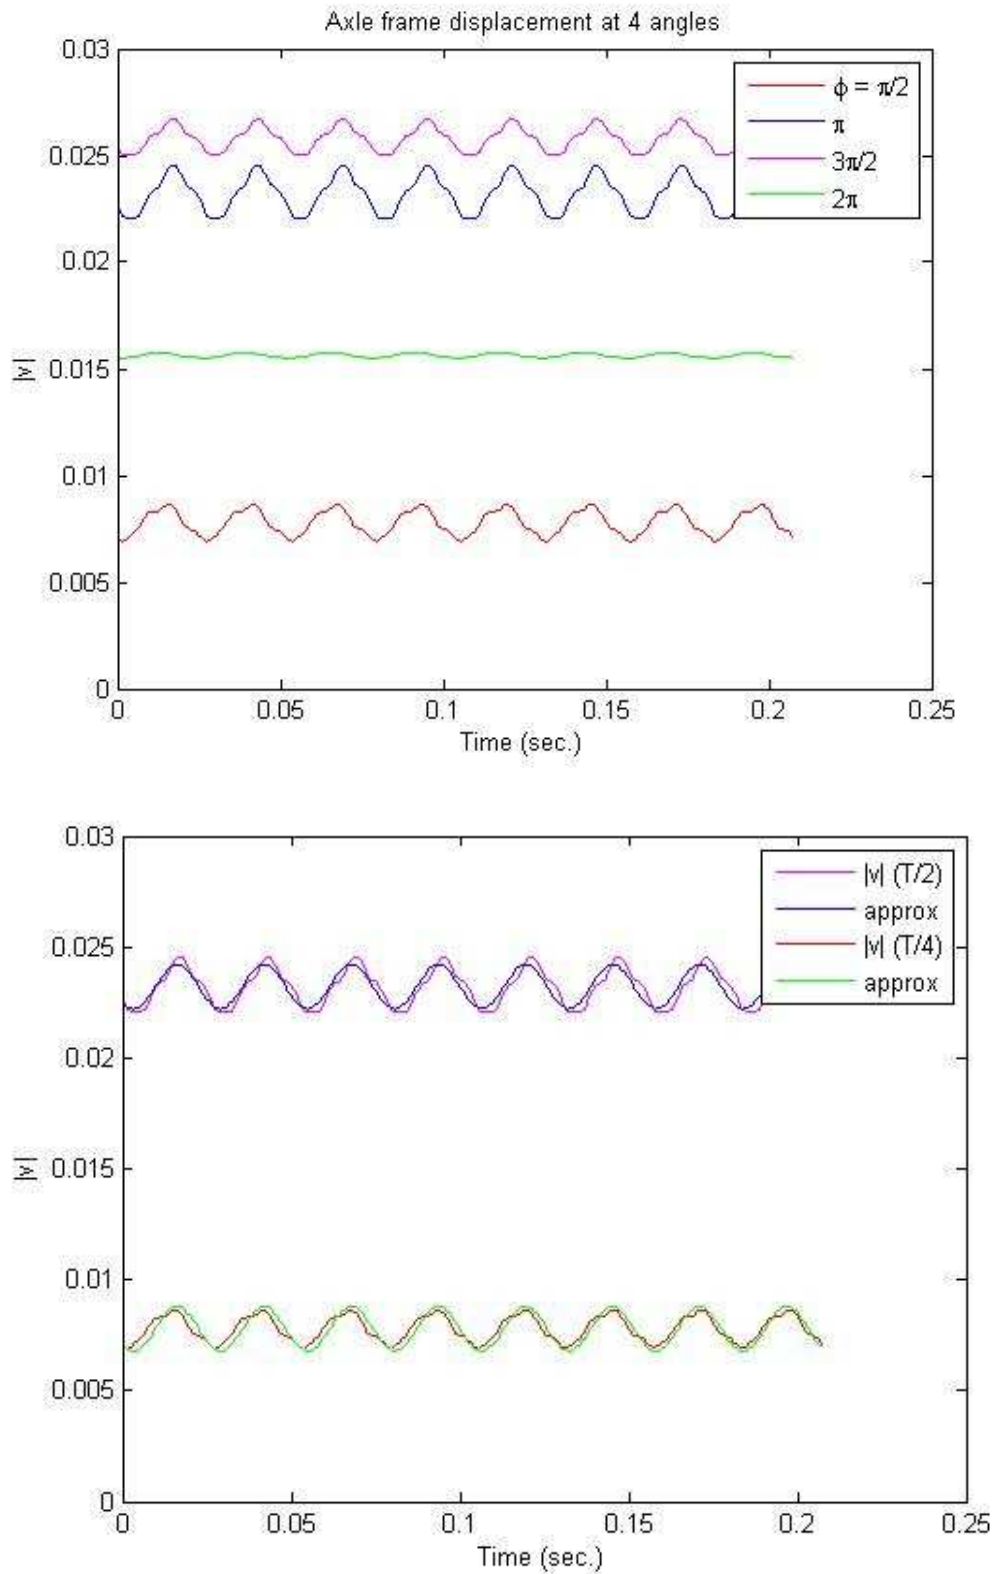 Axle frame displacement at 4 angles
0.03
0.025
0.02
0.015
0.01
0.005
0
|v|
ϕ = π/2
π
3π/2
2π
0
0.05
0.1
0.15
0.2
0.25
Time (sec.)
0.03
0.025
0.02
0.015
0.01
0.005
0
|v|
|v| (T/2)
approx
|v| (T/4)
approx
0
0.05
0.1
0.15
0.2
0.25
Time (sec.)